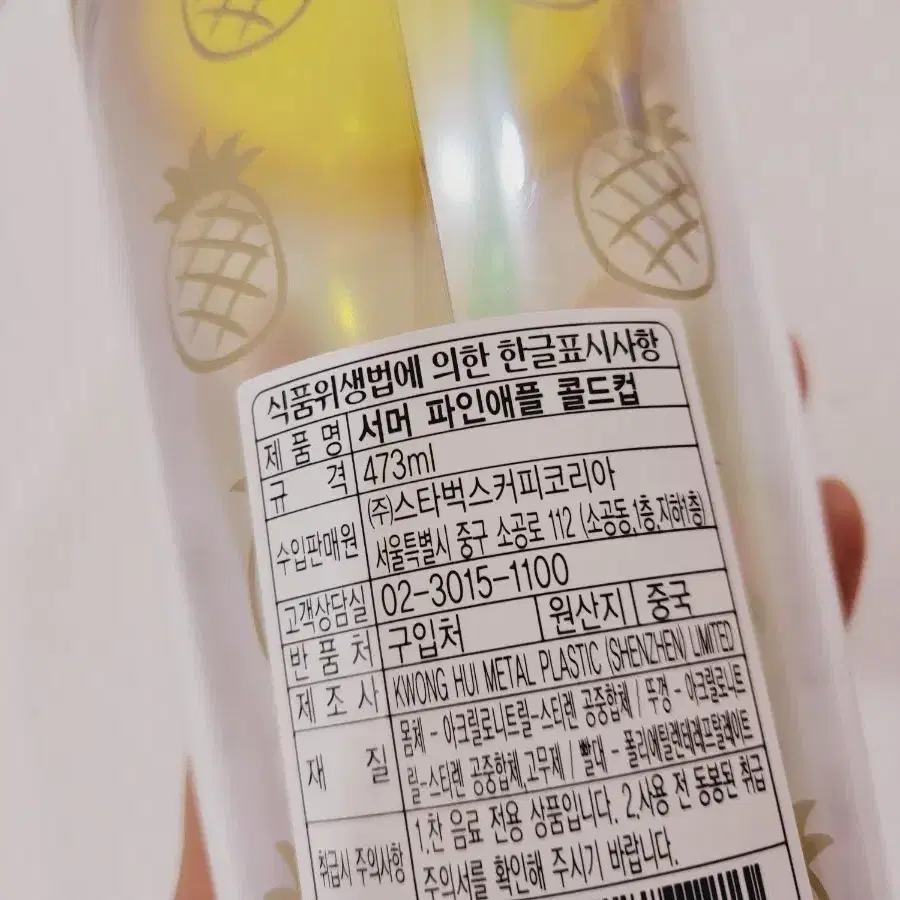 식품위생법에 의한 한글표시사항
제 품 명 서머 파인애플 콜드컵
규 격 473ml
수입판매원 (주)스타벅스커피코리아
서울특별시 중구 소공로 112 (소공동,1층,지하1층)
고객상담실 02-3015-1100
반 품 처 구입처 원산지 중국
제 조 사 KWONG HUI METAL PLASTIC (SHENZHEN) LIMITED
재 질 몸체 - 아크릴로니트릴-스티렌 공중합체 / 뚜껑 - 아크릴로니트
릴-스티렌 공중합체,고무제 / 빨대 - 폴리에틸렌테레프탈레이트
취급시 주의사항 1.찬 음료 전용 상품입니다. 2.사용 전 동봉된 취급
주의서를 확인해 주시기 바랍니다.